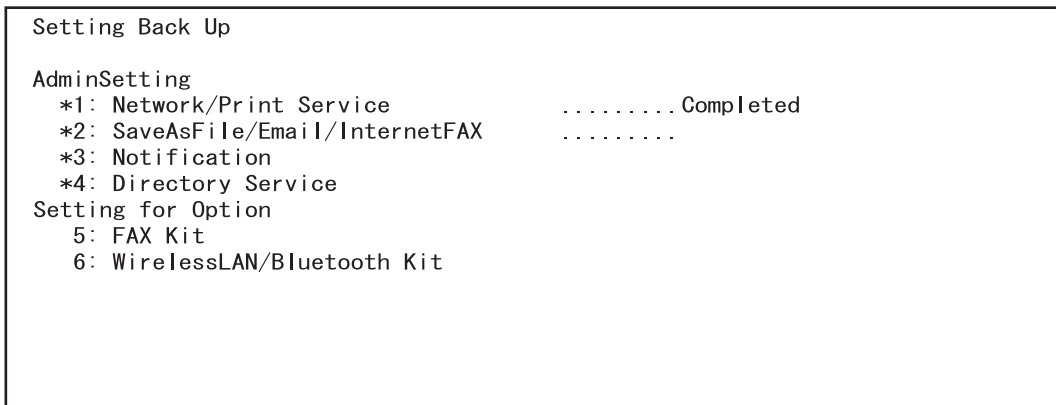 Setting Back Up
AdminSetting
*1: Network/Print Service .........Completed
*2: SaveAsFile/Email/InternetFAX .........
*3: Notification
*4: Directory Service
Setting for Option
5: FAX Kit
6: WirelessLAN/Bluetooth Kit